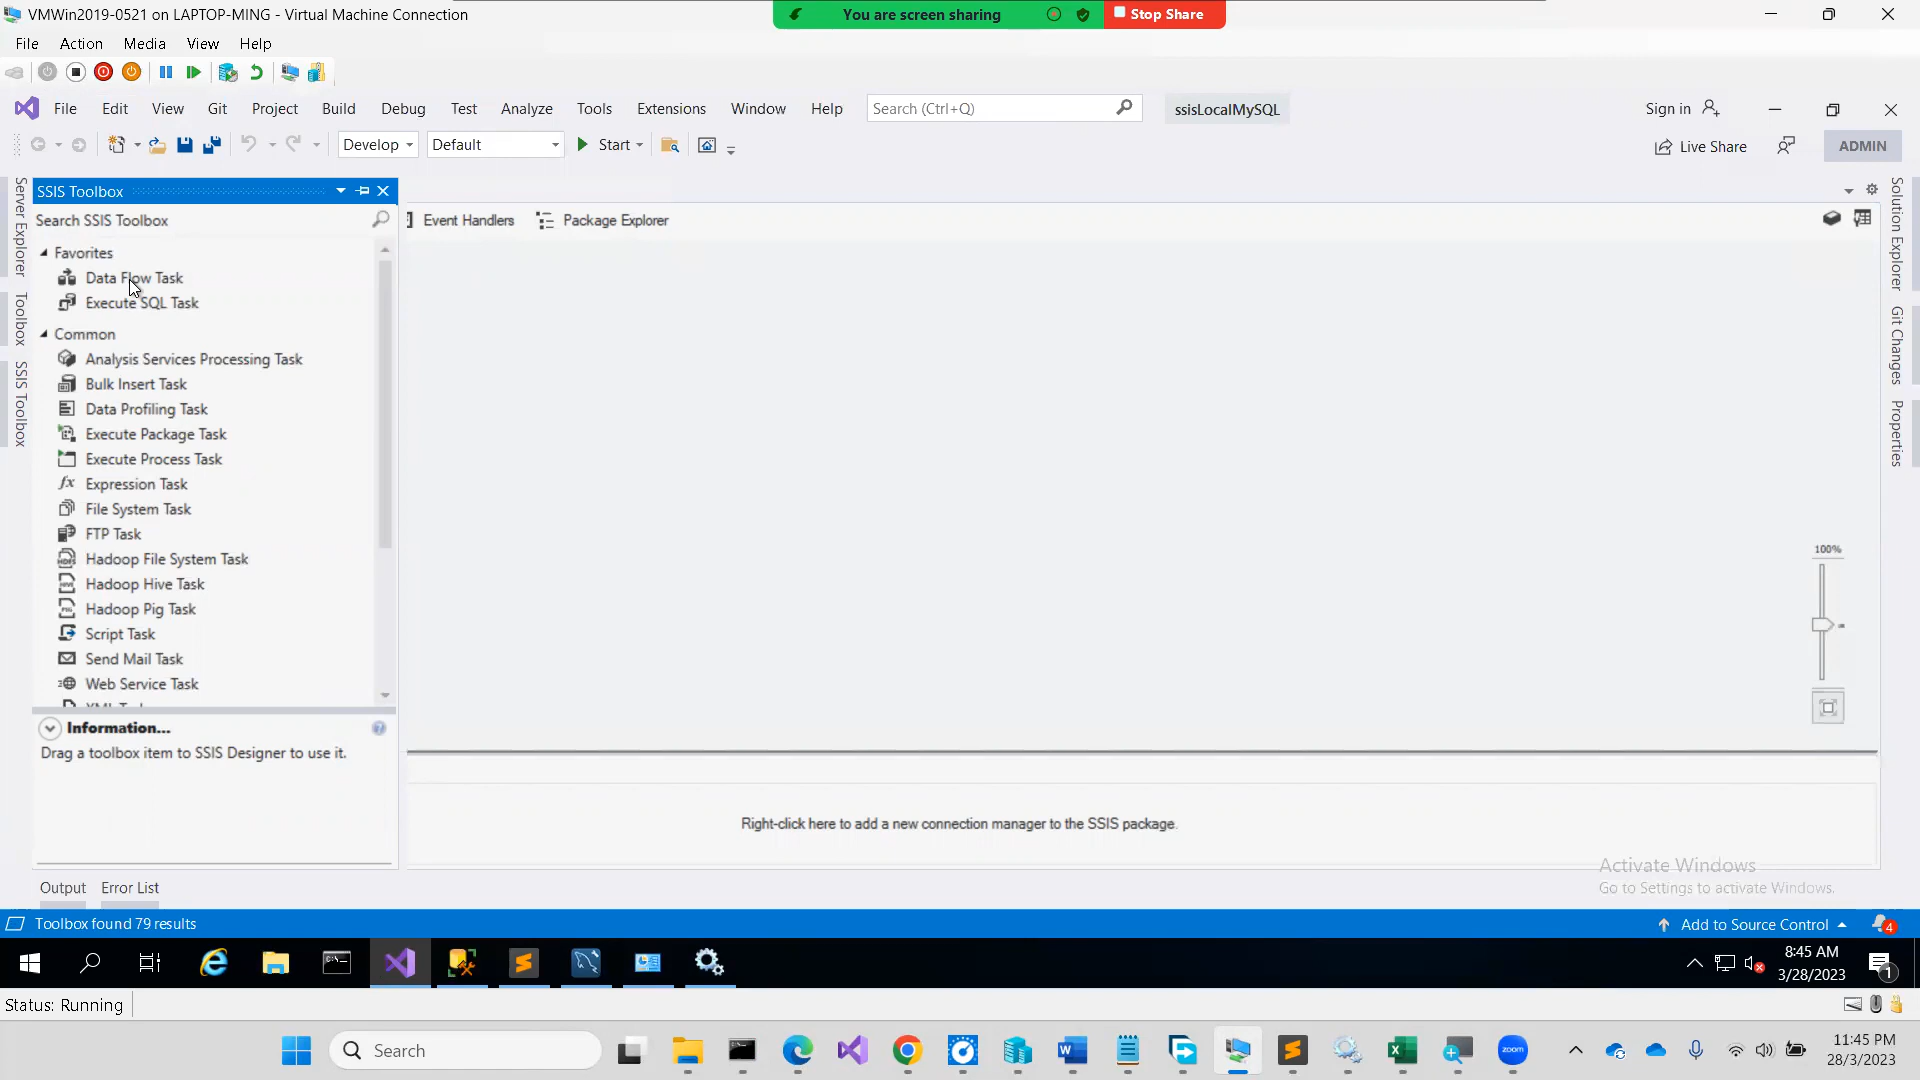 VMWin2019-0521 on LAPTOP-MING - Virtual Machine Connection
You are screen sharing
Stop Share
File Action Media View Help
File Edit View Git Project Build Debug Test Analyze Tools Extensions Window Help
Search (Ctrl+Q)
ssisLocalMySQL
Sign in
Develop
Default
Start
Live Share
ADMIN
Server Explorer
Toolbox
SSIS Toolbox
SSIS Toolbox
Search SSIS Toolbox
Favorites
Data Flow Task
Execute SQL Task
Common
Analysis Services Processing Task
Bulk Insert Task
Data Profiling Task
Execute Package Task
Execute Process Task
Expression Task
File System Task
FTP Task
Hadoop File System Task
Hadoop Hive Task
Hadoop Pig Task
Script Task
Send Mail Task
Web Service Task
Information...
Drag a toolbox item to SSIS Designer to use it.
Event Handlers
Package Explorer
100%
Right-click here to add a new connection manager to the SSIS package.
Solution Explorer
Git Changes
Properties
Activate Windows
Go to Settings to activate Windows.
Output
Error List
Toolbox found 79 results
Add to Source Control
4
8:45 AM
3/28/2023
1
Status: Running
Search
zoom
11:45 PM
28/3/2023